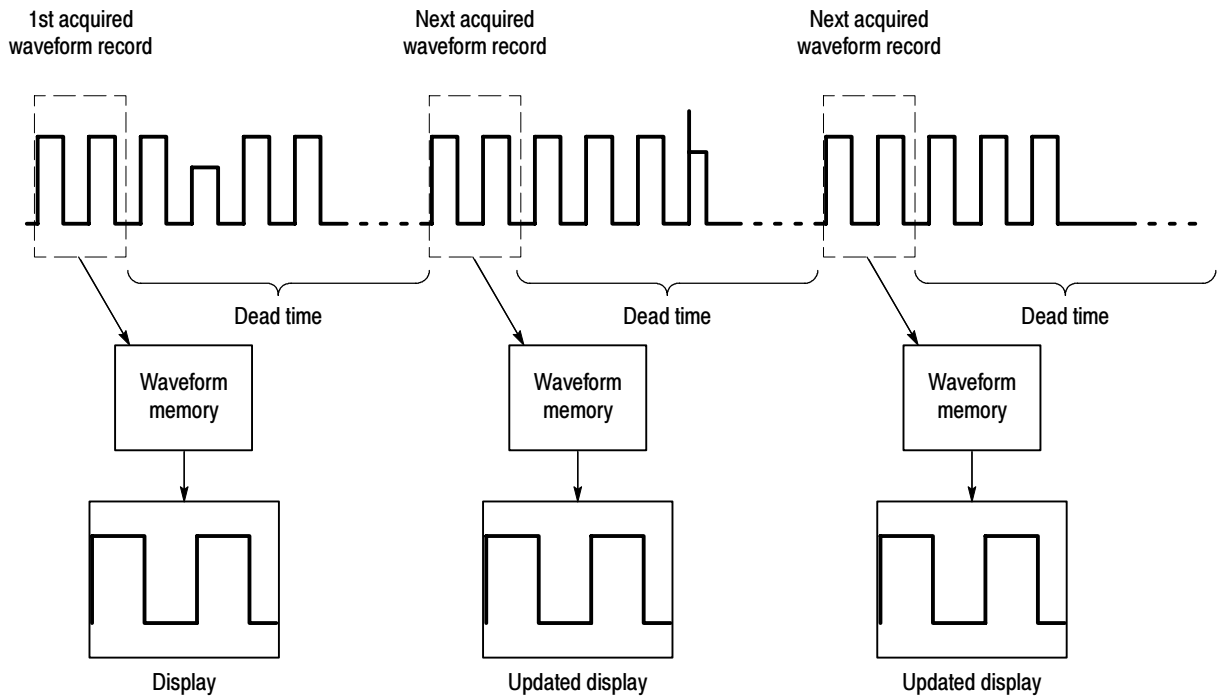 1st acquired
waveform record
Next acquired
waveform record
Next acquired
waveform record
Dead time
Dead time
Dead time
Waveform
memory
Waveform
memory
Waveform
memory
Display
Updated display
Updated display